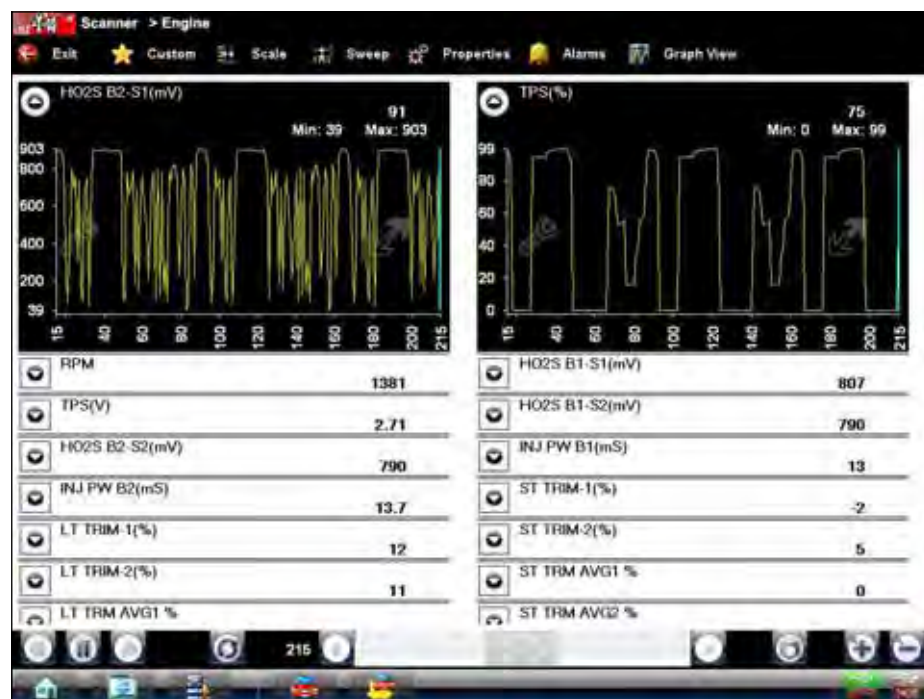 Scanner > Engine
Exit Custom Scale Sweep Properties Alarms Graph View
HO2S B2-S1(mV)
91
Min: 39 Max: 903
903
800
600
400
200
39
15 40 60 80 100 120 140 160 180 200 215
TPS(%)
75
Min: 0 Max: 99
99
80
60
40
20
0
15 40 60 80 100 120 140 160 180 200 215
RPM
1381
HO2S B1-S1(mV)
807
TPS(V)
2.71
HO2S B1-S2(mV)
790
HO2S B2-S2(mV)
790
INJ PW B1(mS)
13
INJ PW B2(mS)
13.7
ST TRIM-1(%)
-2
LT TRIM-1(%)
12
ST TRIM-2(%)
5
LT TRIM-2(%)
11
ST TRM AVG1 %
0
LT TRM AVG1 %
ST TRM AVG2 %
215